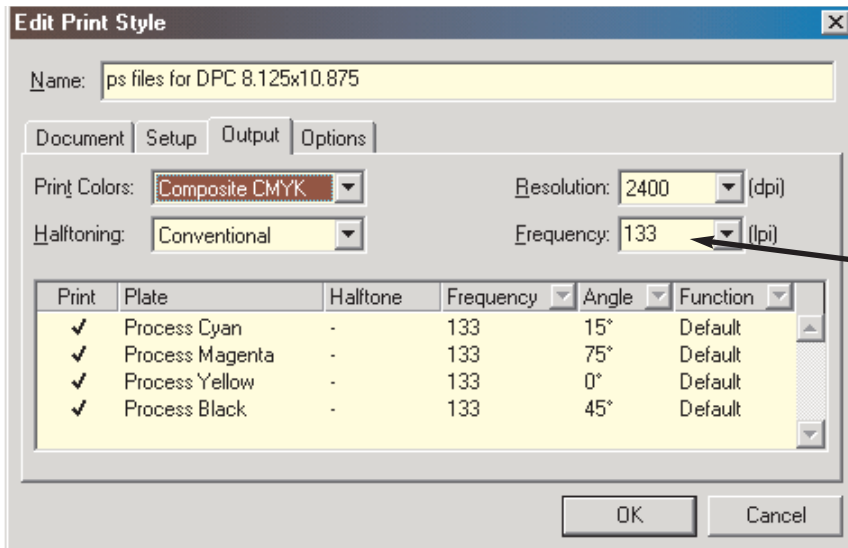 Edit Print Style
Name: ps files for DPC 8.125x10.875
Document Setup Output Options
Print Colors: Composite CMYK Resolution: 2400 (dpi)
Halftoning: Conventional Frequency: 133 (lpi)
Print Plate Halftone Frequency Angle Function
✓ Process Cyan - 133 15° Default
✓ Process Magenta - 133 75° Default
✓ Process Yellow - 133 0° Default
✓ Process Black - 133 45° Default
OK Cancel